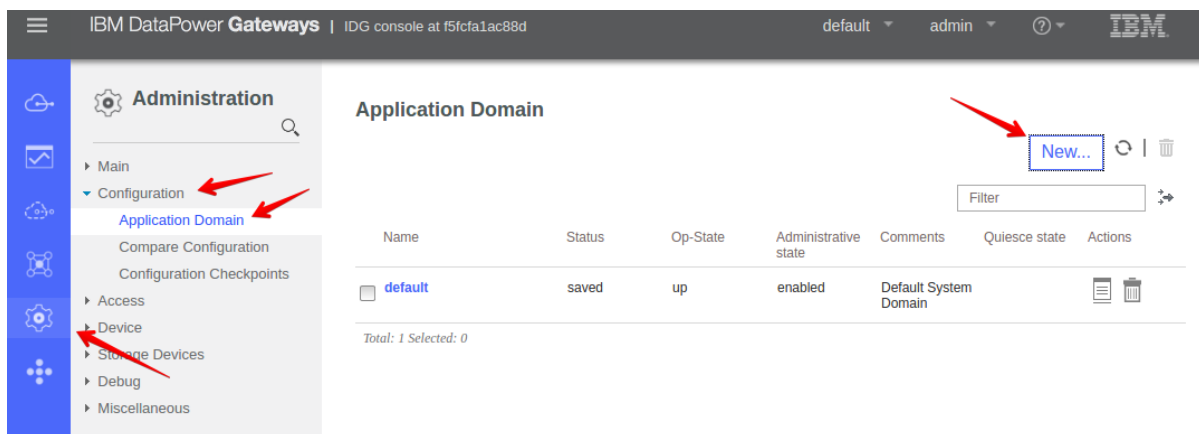 IBM DataPower Gateways | IDG console at f5fcfa1ac88d default admin ? IBM
Administration
Main
Configuration
Application Domain
Compare Configuration
Configuration Checkpoints
Access
Device
Storage Devices
Debug
Miscellaneous
Application Domain
New...
Filter
Name Status Op-State Administrative state Comments Quiesce state Actions
default saved up enabled Default System Domain
Total: 1 Selected: 0